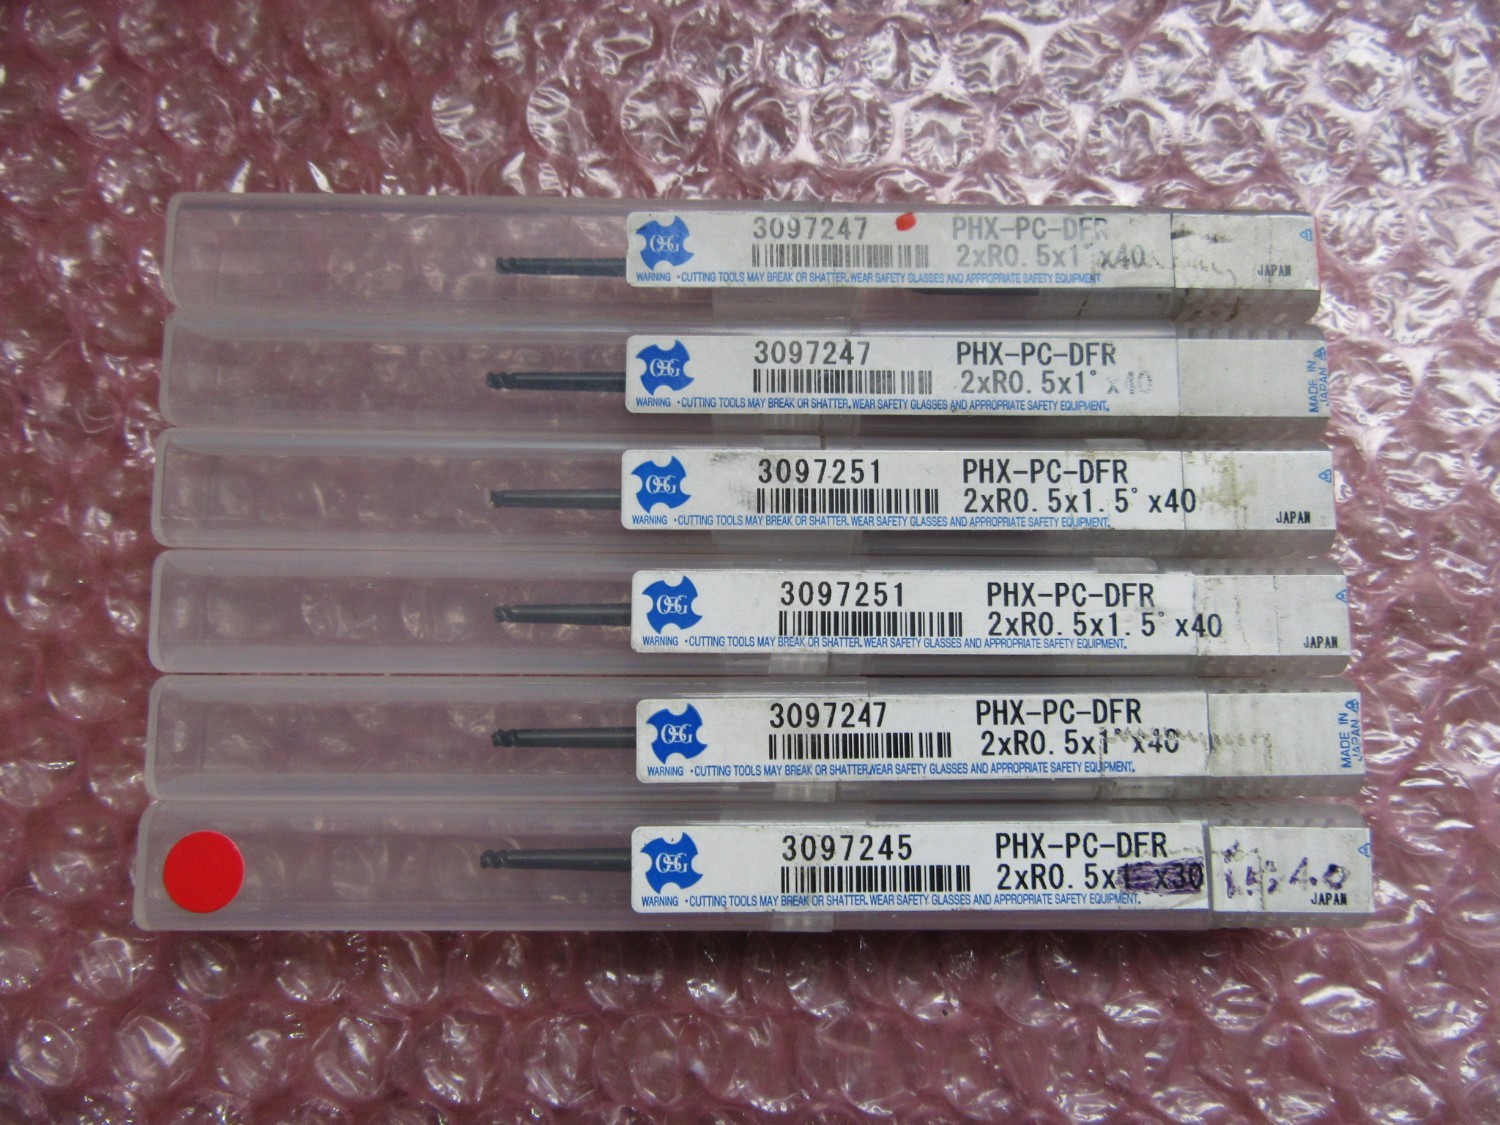 OSG
3097247 PHX-PC-DFR
2xR0.5x1° x40
WARNING ・CUTTING TOOLS MAY BREAK OR SHATTER. WEAR SAFETY GLASSES AND APPROPRIATE SAFETY EQUIPMENT
JAPAN
OSG
3097247 PHX-PC-DFR
2xR0.5x1° x40
WARNING ・CUTTING TOOLS MAY BREAK OR SHATTER. WEAR SAFETY GLASSES AND APPROPRIATE SAFETY EQUIPMENT.
MADE IN
JAPAN
OSG
3097251 PHX-PC-DFR
2xR0.5x1.5° x40
WARNING ・CUTTING TOOLS MAY BREAK OR SHATTER. WEAR SAFETY GLASSES AND APPROPRIATE SAFETY EQUIPMENT.
JAPAN
OSG
3097251 PHX-PC-DFR
2xR0.5x1.5° x40
WARNING ・CUTTING TOOLS MAY BREAK OR SHATTER. WEAR SAFETY GLASSES AND APPROPRIATE SAFETY EQUIPMENT.
JAPAN
OSG
3097247 PHX-PC-DFR
2xR0.5x1° x40
WARNING ・CUTTING TOOLS MAY BREAK OR SHATTER. WEAR SAFETY GLASSES AND APPROPRIATE SAFETY EQUIPMENT.
MADE IN
JAPAN
OSG
3097245 PHX-PC-DFR
2xR0.5x1° x30
WARNING ・CUTTING TOOLS MAY BREAK OR SHATTER. WEAR SAFETY GLASSES AND APPROPRIATE SAFETY EQUIPMENT.
JAPAN